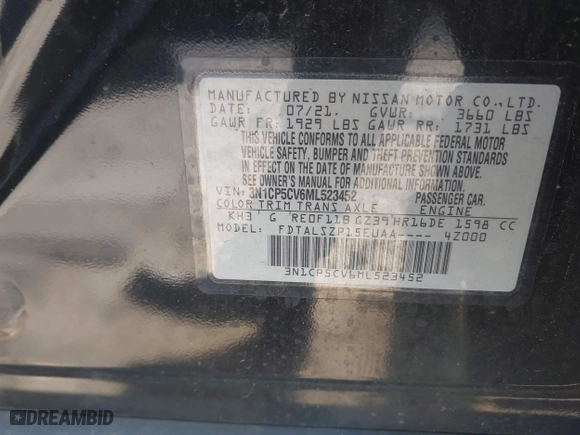 MANUFACTURED BY NISSAN MOTOR CO., LTD.
DATE: 07/21. GVWR: 3660 LBS
GAWR FR: 1929 LBS GAWR RR: 1731 LBS
THIS VEHICLE CONFORMS TO ALL APPLICABLE FEDERAL MOTOR
VEHICLE SAFETY, BUMPER AND THEFT PREVENTION STANDARDS
IN EFFECT ON THE DATE OF MANUFACTURE SHOWN ABOVE.
SEE OWNER'S MANUAL FOR ADDITIONAL INFORMATION
VIN: 3N1CP5CV6ML523452 PASSENGER CAR.
COLOR TRIM TRANS AXLE ENGINE
KH3 G RE0F11B GZ39 HR16DE 1598 CC
MODEL: FDTALSZP15EUAA---- 4Z000
3N1CP5CV6ML523452
DREAMBID